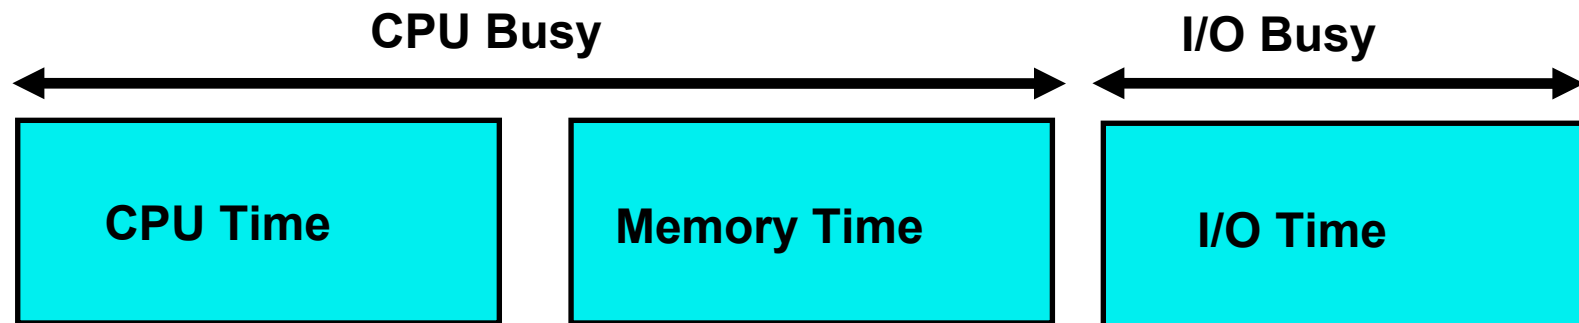 CPU Busy
I/O Busy
CPU Time
Memory Time
I/O Time